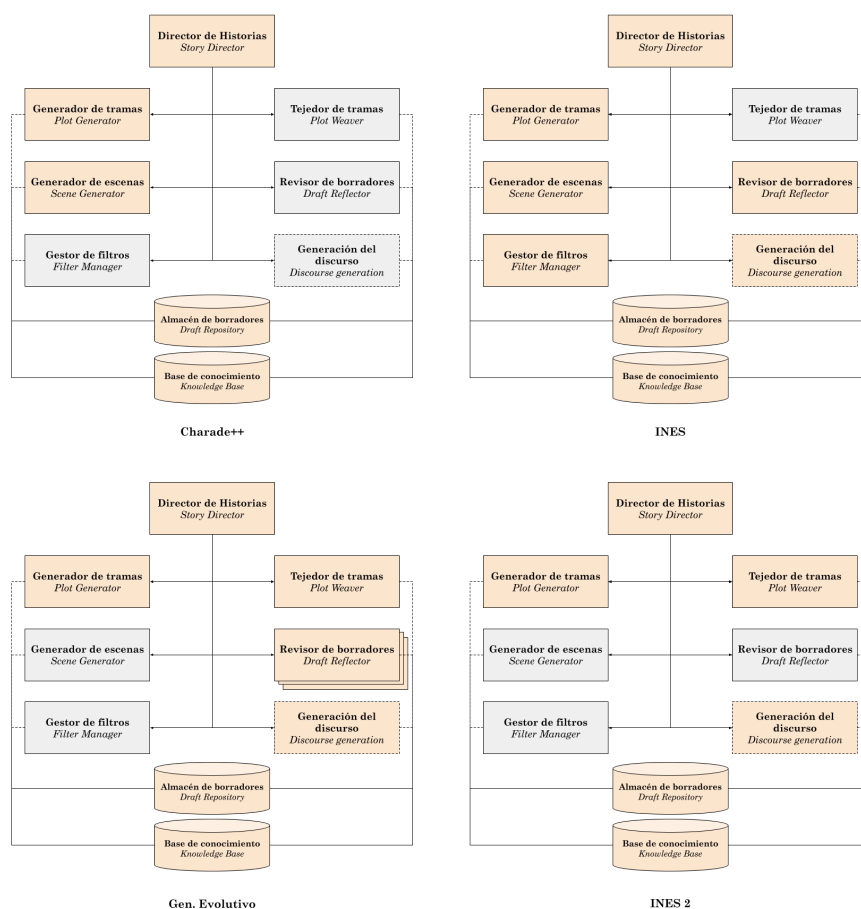 Director de Historias
Story Director
Generador de tramas
Plot Generator
Tejedor de tramas
Plot Weaver
Generador de escenas
Scene Generator
Revisor de borradores
Draft Reflector
Gestor de filtros
Filter Manager
Generación del
discurso
Discourse generation
Almacén de borradores
Draft Repository
Base de conocimiento
Knowledge Base
Charade++
Director de Historias
Story Director
Generador de tramas
Plot Generator
Tejedor de tramas
Plot Weaver
Generador de escenas
Scene Generator
Revisor de borradores
Draft Reflector
Gestor de filtros
Filter Manager
Generación del
discurso
Discourse generation
Almacén de borradores
Draft Repository
Base de conocimiento
Knowledge Base
INES
Director de Historias
Story Director
Generador de tramas
Plot Generator
Tejedor de tramas
Plot Weaver
Generador de escenas
Scene Generator
Revisor de borradores
Draft Reflector
Gestor de filtros
Filter Manager
Generación del
discurso
Discourse generation
Almacén de borradores
Draft Repository
Base de conocimiento
Knowledge Base
Gen. Evolutivo
Director de Historias
Story Director
Generador de tramas
Plot Generator
Tejedor de tramas
Plot Weaver
Generador de escenas
Scene Generator
Revisor de borradores
Draft Reflector
Gestor de filtros
Filter Manager
Generación del
discurso
Discourse generation
Almacén de borradores
Draft Repository
Base de conocimiento
Knowledge Base
INES 2